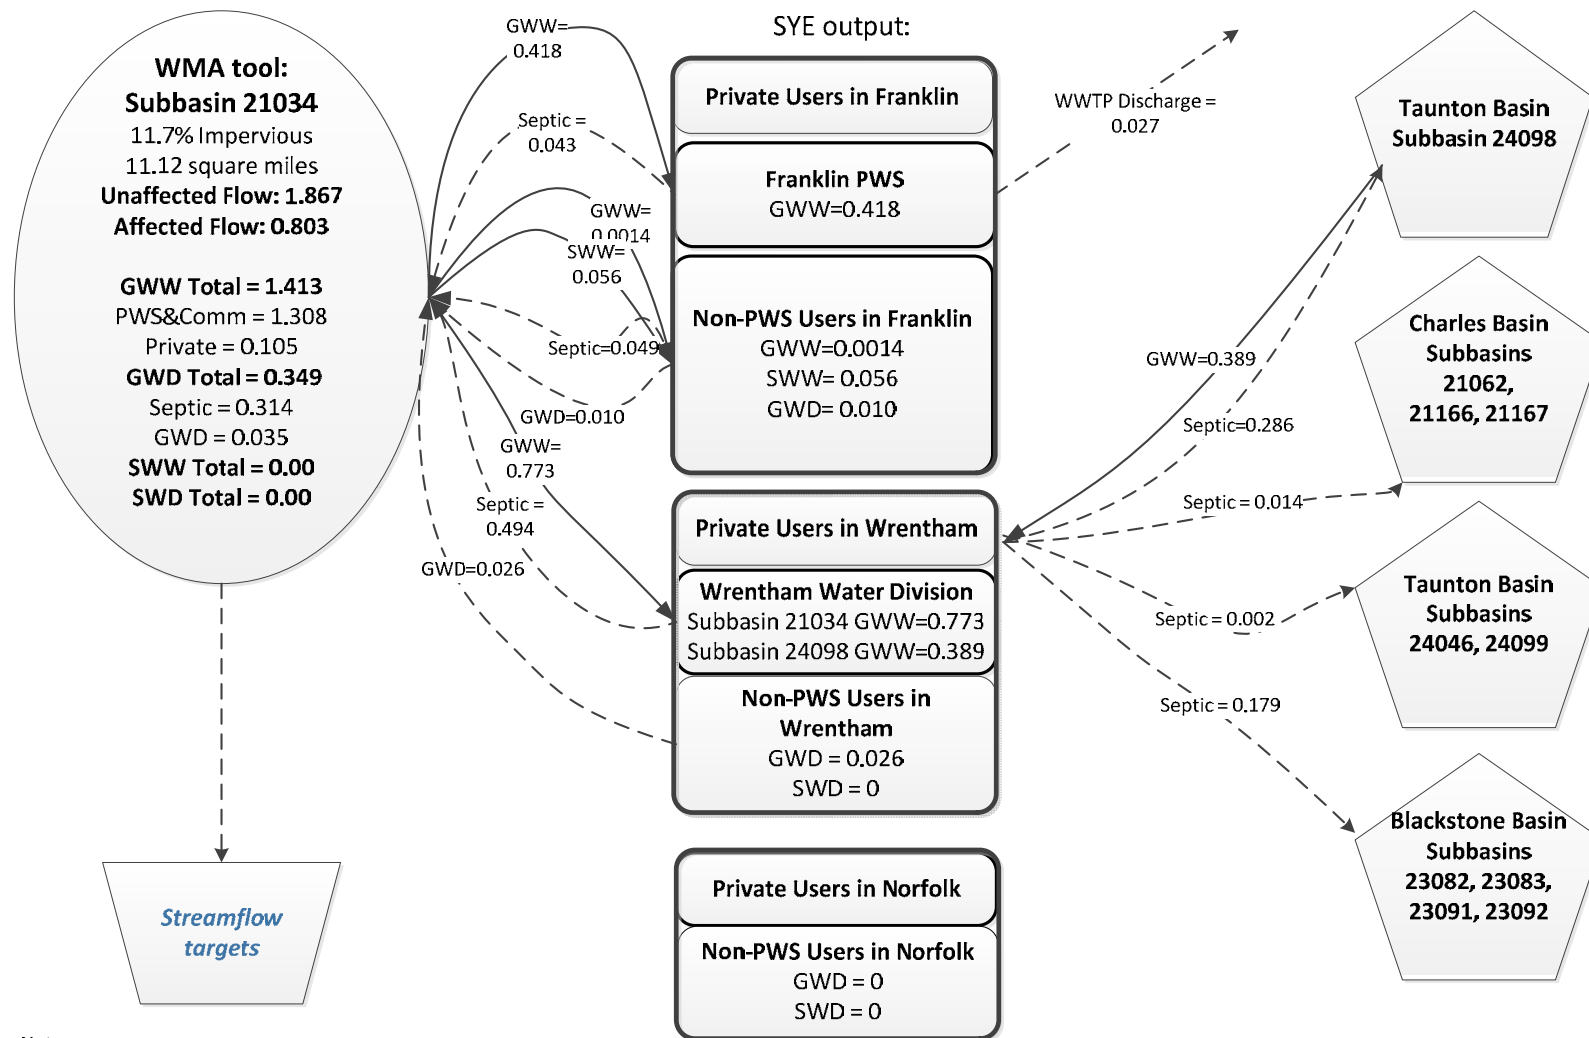 WMA tool:
Subbasin 21034
11.7% Impervious
11.12 square miles
Unaffected Flow: 1.867
Affected Flow: 0.803
GWW Total = 1.413
PWS&Comm = 1.308
Private = 0.105
GWD Total = 0.349
Septic = 0.314
GWD = 0.035
SWW Total = 0.00
SWD Total = 0.00
Streamflow
targets
GWW=
0.418
Septic =
0.043
GWW=
0.0014
SWW=
0.056
Septic=0.049
GWD=0.010
GWW=
0.773
Septic =
0.494
GWD=0.026
SYE output:
Private Users in Franklin
Franklin PWS
GWW=0.418
Non-PWS Users in Franklin
GWW=0.0014
SWW= 0.056
GWD= 0.010
Private Users in Wrentham
Wrentham Water Division
Subbasin 21034 GWW=0.773
Subbasin 24098 GWW=0.389
Non-PWS Users in
Wrentham
GWD = 0.026
SWD = 0
Private Users in Norfolk
Non-PWS Users in Norfolk
GWD = 0
SWD = 0
WWTP Discharge =
0.027
GWW=0.389
Septic=0.286
Septic = 0.014
Septic = 0.002
Septic = 0.179
Taunton Basin
Subbasin 24098
Charles Basin
Subbasins
21062,
21166, 21167
Taunton Basin
Subbasins
24046, 24099
Blackstone Basin
Subbasins
23082, 23083,
23091, 23092